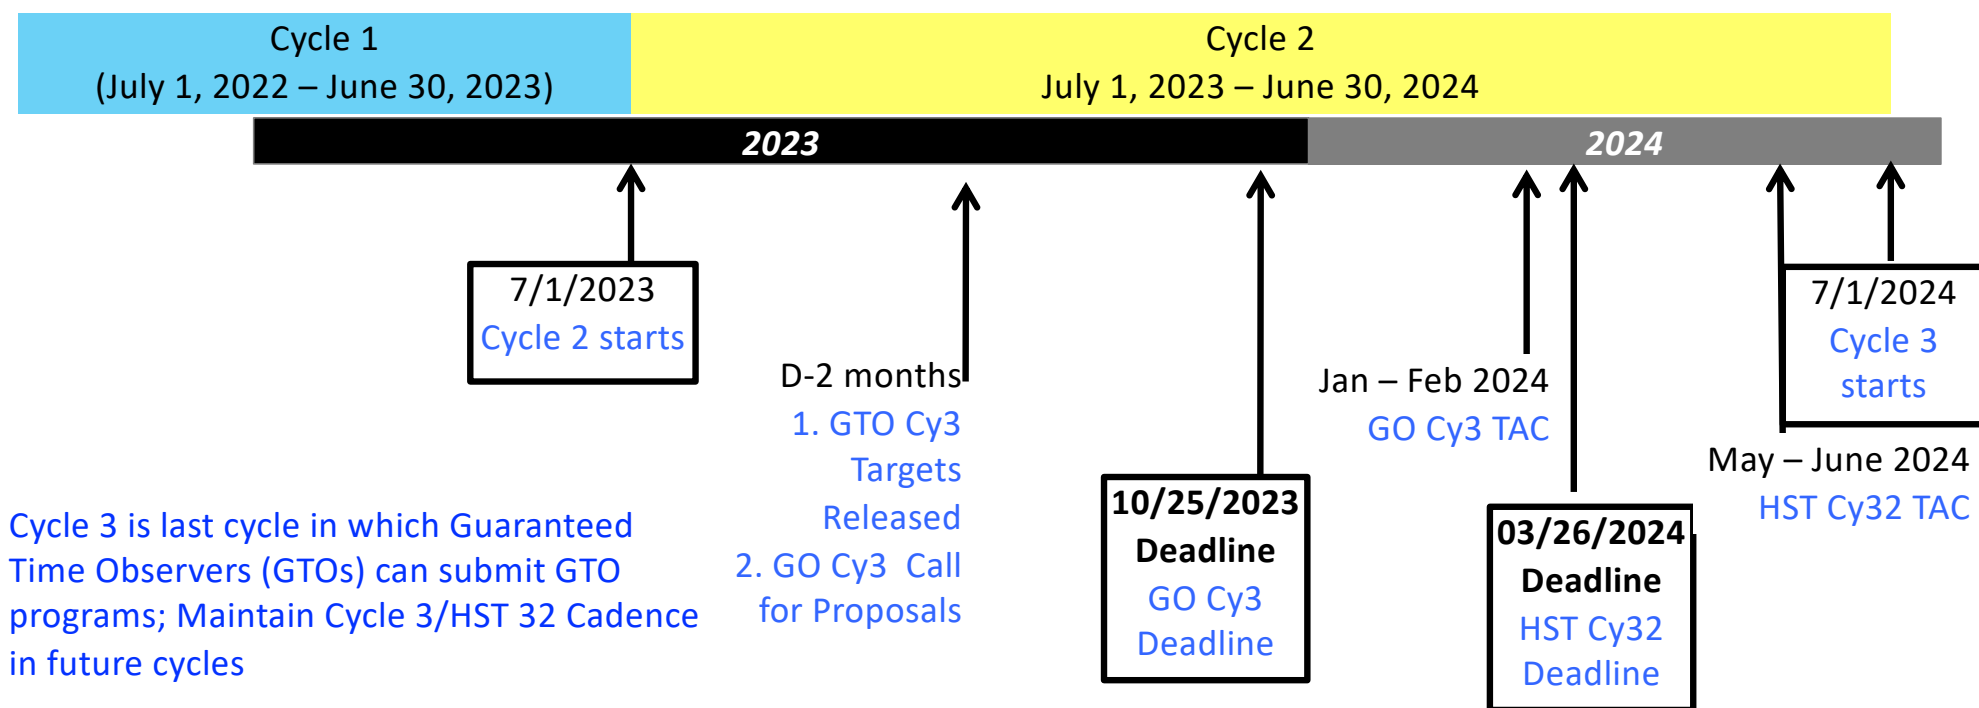 Cycle 1
(July 1, 2022 – June 30, 2023)
Cycle 2
July 1, 2023 – June 30, 2024
2023
2024
7/1/2023
Cycle 2 starts
D-2 months
1. GTO Cy3
Targets
Released
2. GO Cy3 Call
for Proposals
10/25/2023
Deadline
GO Cy3
Deadline
Jan – Feb 2024
GO Cy3 TAC
03/26/2024
Deadline
HST Cy32
Deadline
7/1/2024
Cycle 3
starts
May – June 2024
HST Cy32 TAC
Cycle 3 is last cycle in which Guaranteed
Time Observers (GTOs) can submit GTO
programs; Maintain Cycle 3/HST 32 Cadence
in future cycles